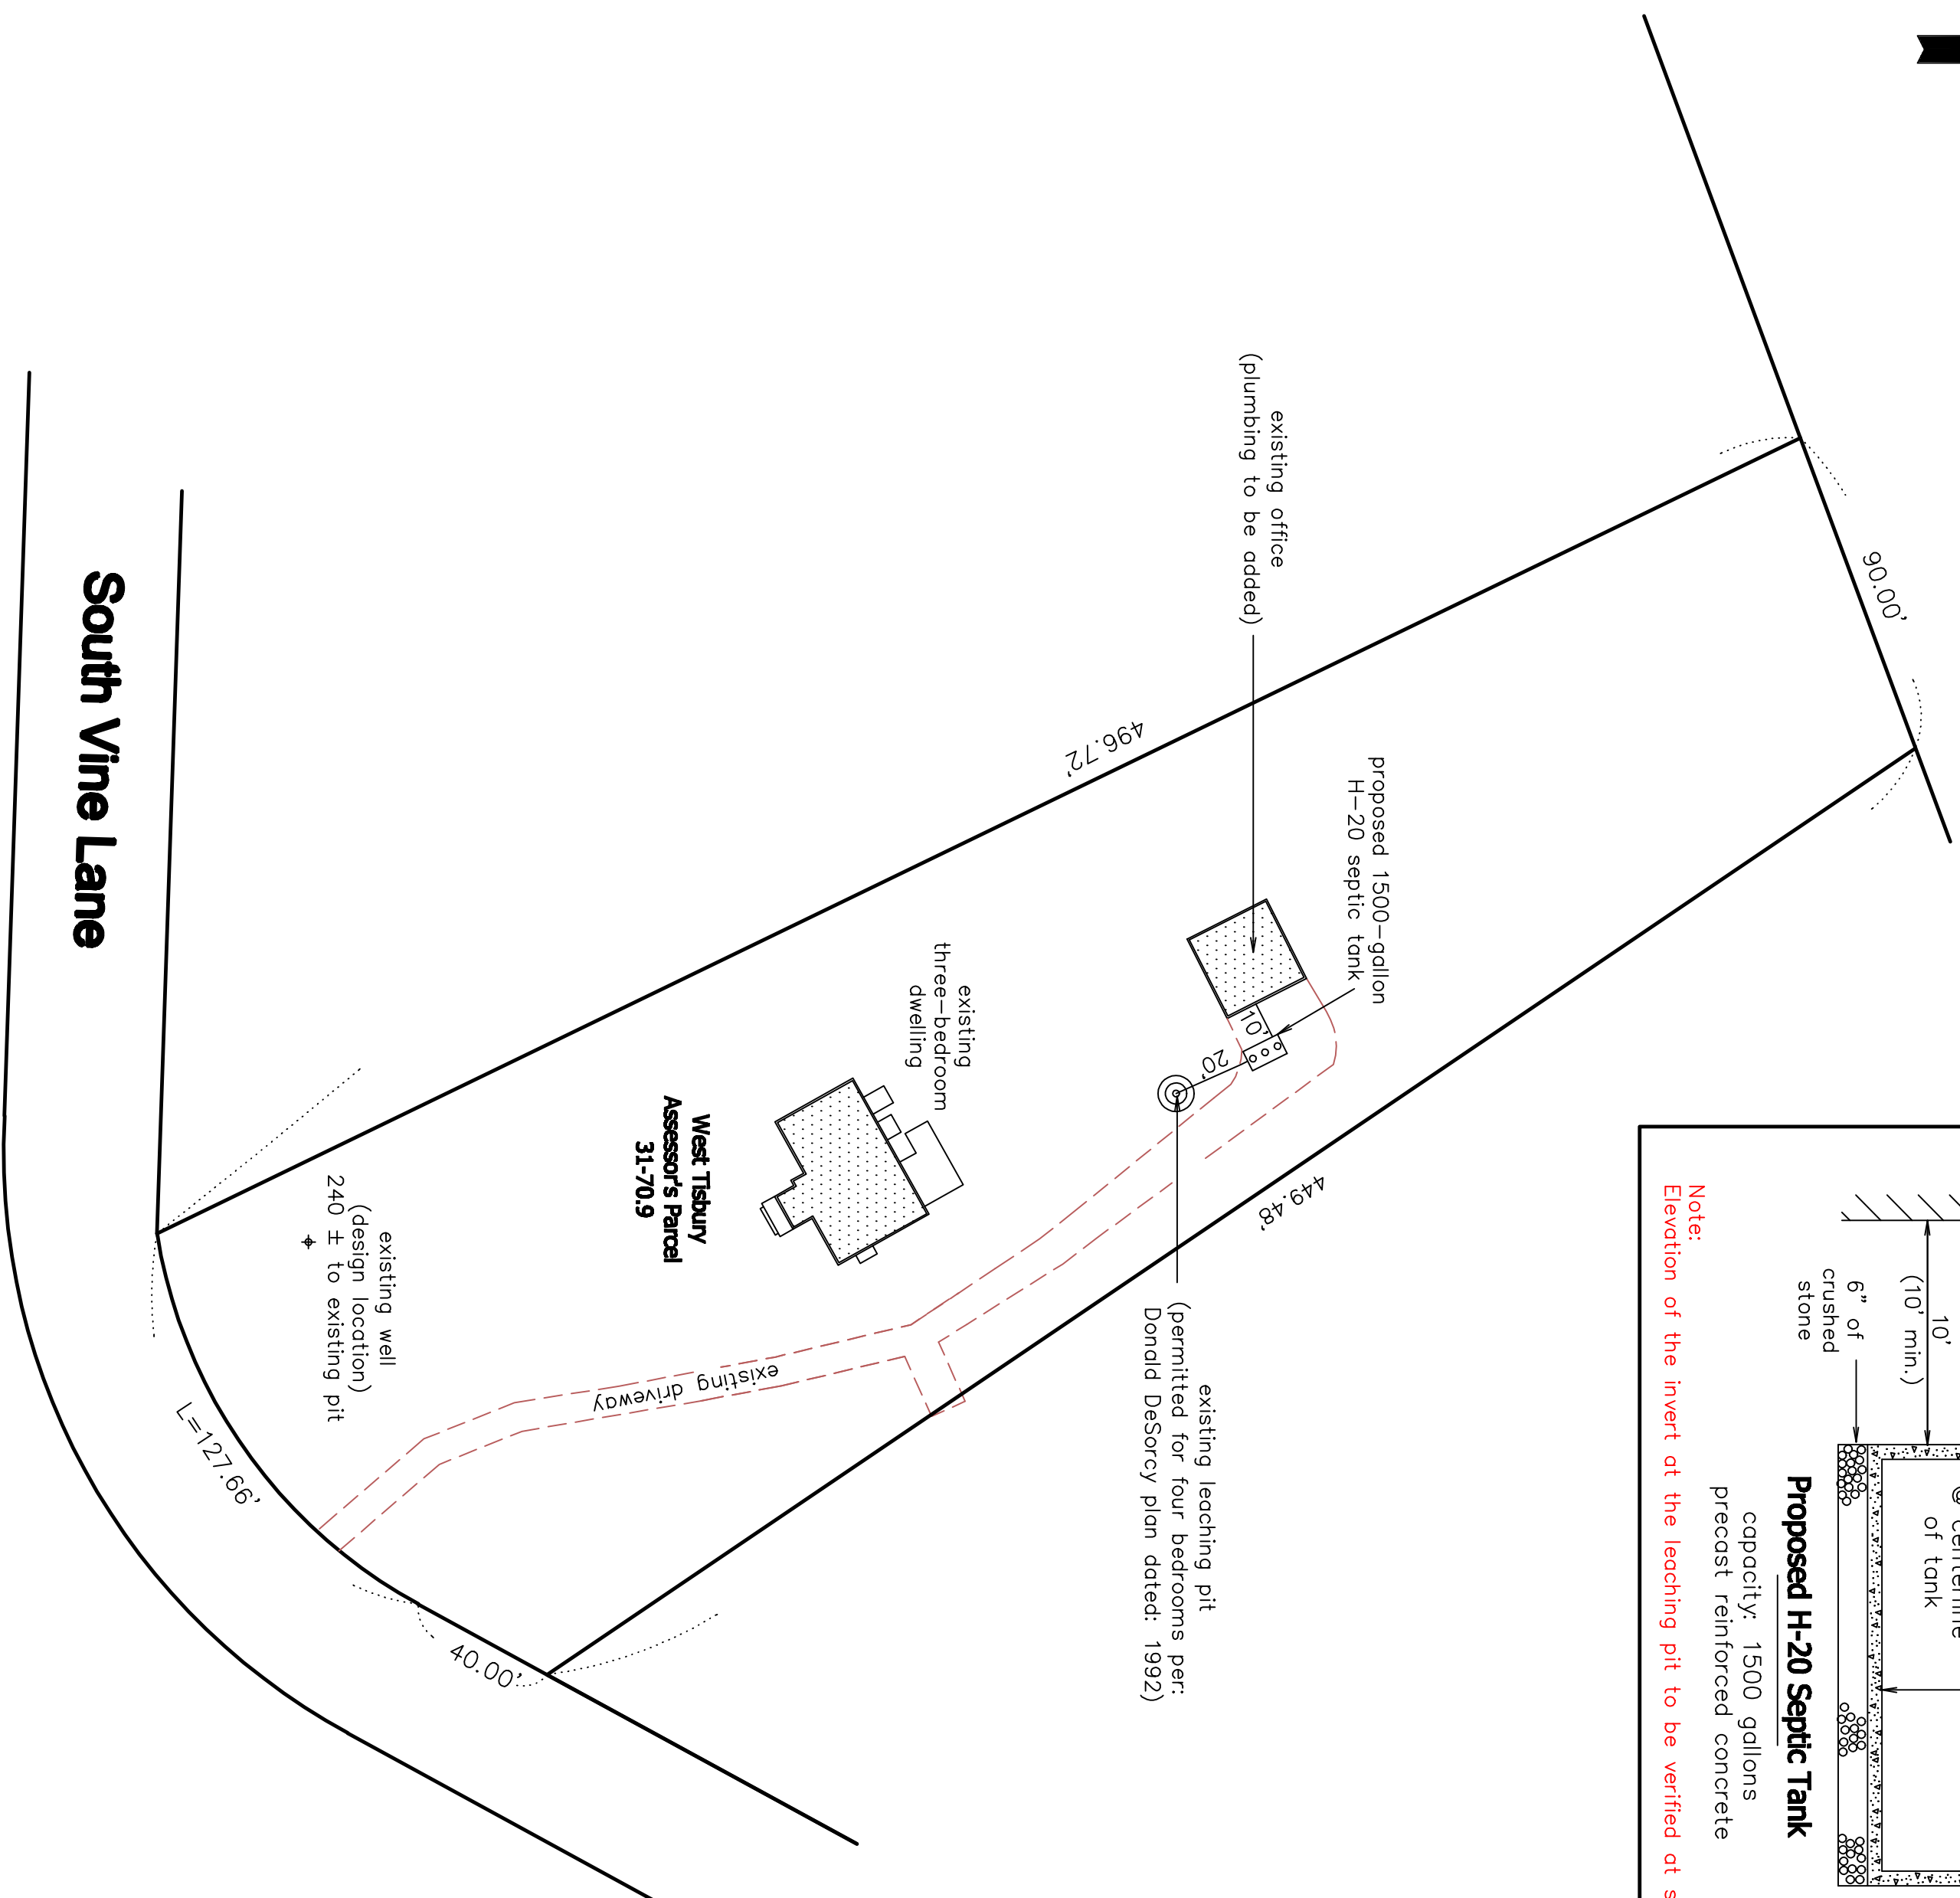 90.00'
existing office
(plumbing to be added)
496.72'
proposed 1500-gallon
H-20 septic tank
10'
20'
449.48'
existing
three-bedroom
dwelling
West Tisbury
Assessor's Parcel
31-70.9
existing leaching pit
(permitted for four bedrooms per:
Donald DeSorcy plan dated: 1992)
existing driveway
existing well
(design location)
240 ± to existing pit
L=127.66'
40.00'
South Vine Lane
10'
(10' min.)
6" of
crushed
stone
@ centerline
of tank
Proposed H-20 Septic Tank
capacity: 1500 gallons
precast reinforced concrete
Note:
Elevation of the invert at the leaching pit to be verified at s